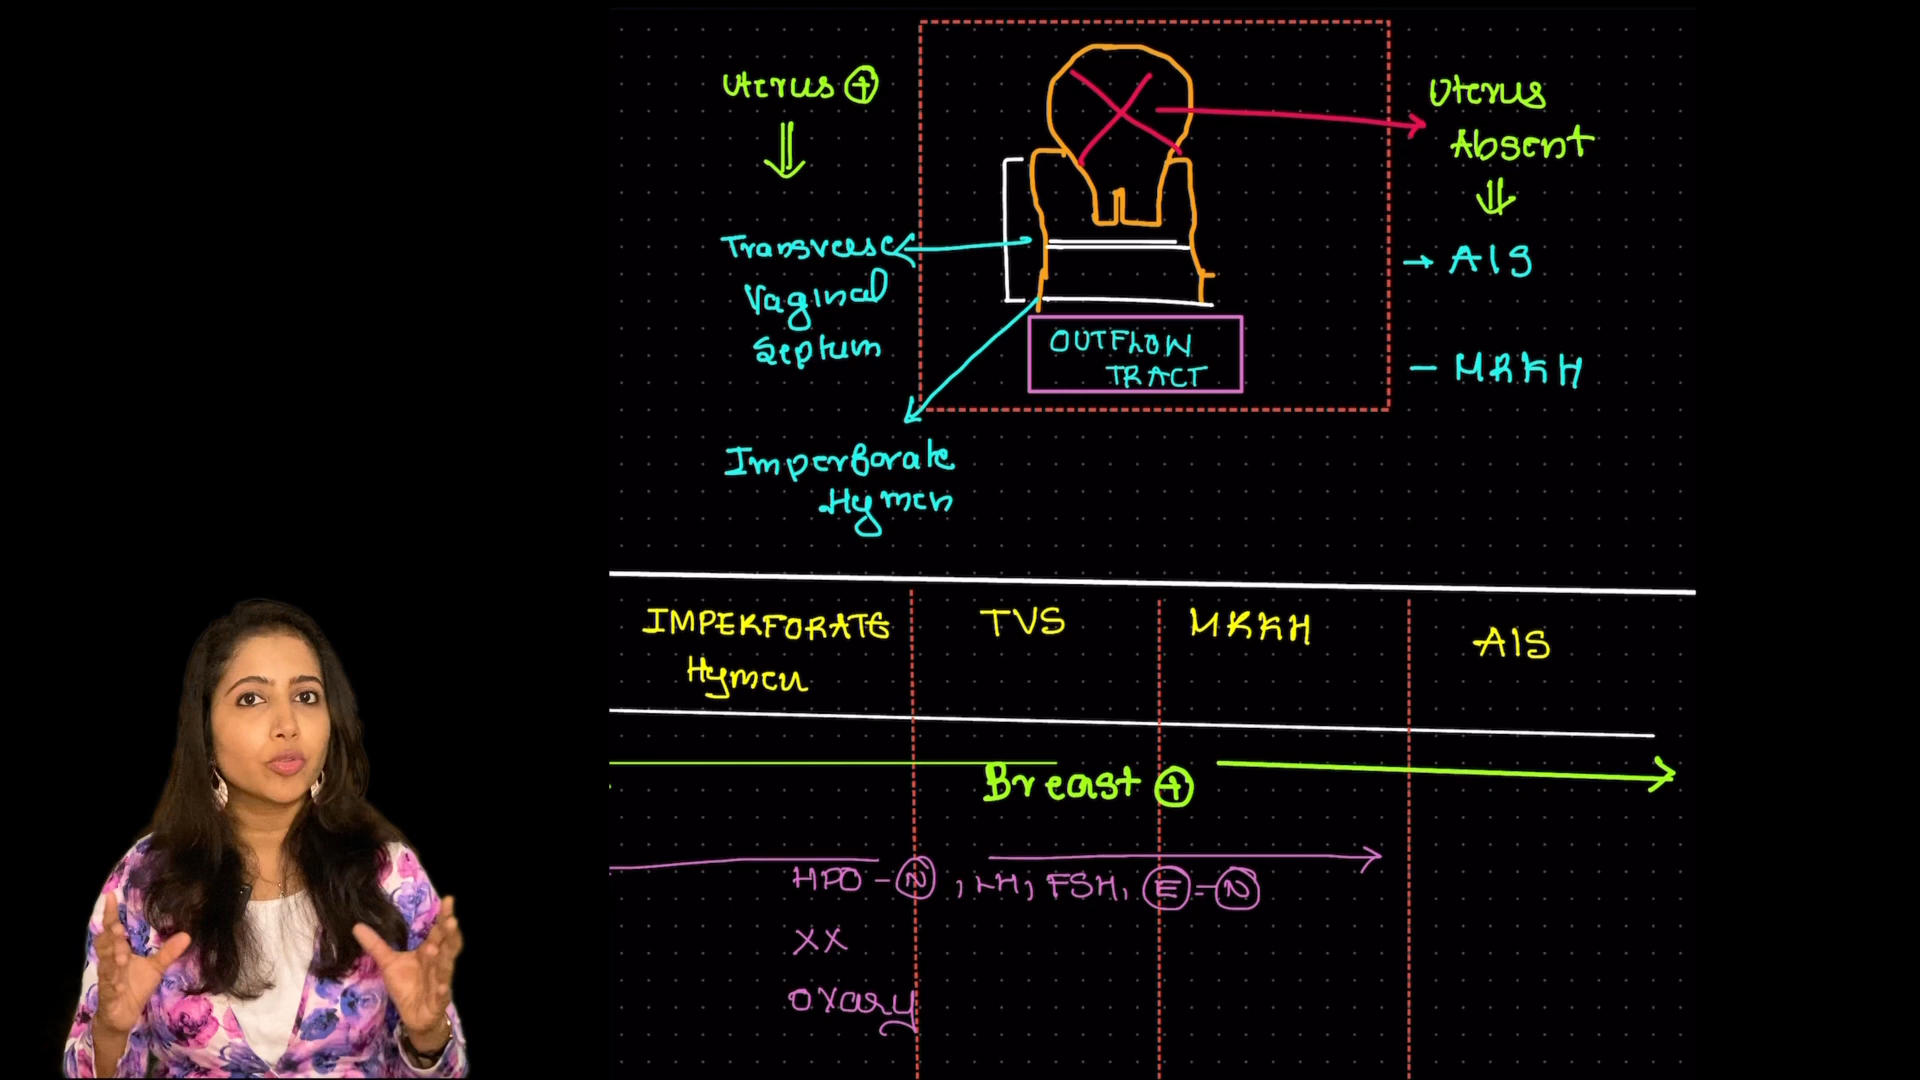 Uterus +
Uterus
Absent
Transverse
Vaginal
Septum
→ AIS
OUTFLOW
TRACT
- MRKH
Imperforate
Hymen
IMPERFORATE
Hymen
TVS
MRKH
AIS
Breast +
HPO - N, LH, FSH, E = N
XX
ovary